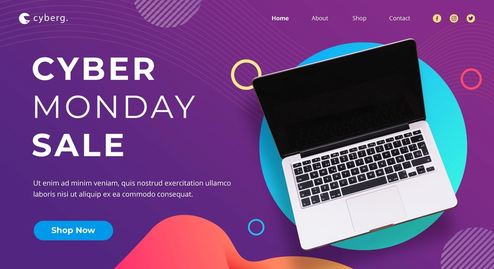 cyberg.
Home About Shop Contact
CYBER
MONDAY
SALE
Ut enim ad minim veniam, quis nostrud exercitation ullamco
laboris nisi ut aliquip ex ea commodo consequat.
Shop Now